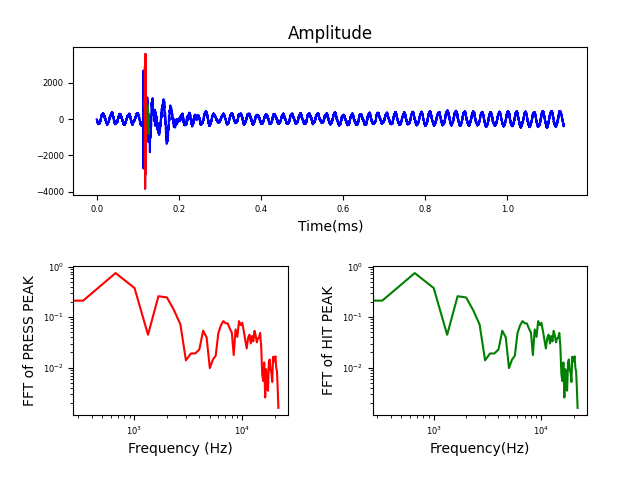 Amplitude
2000
0
−2000
−4000
0.0 0.2 0.4 0.6 0.8 1.0
Time(ms)
FFT of PRESS PEAK
10⁰
10⁻¹
10⁻²
10³ 10⁴
Frequency (Hz)
FFT of HIT PEAK
10⁰
10⁻¹
10⁻²
10³ 10⁴
Frequency(Hz)